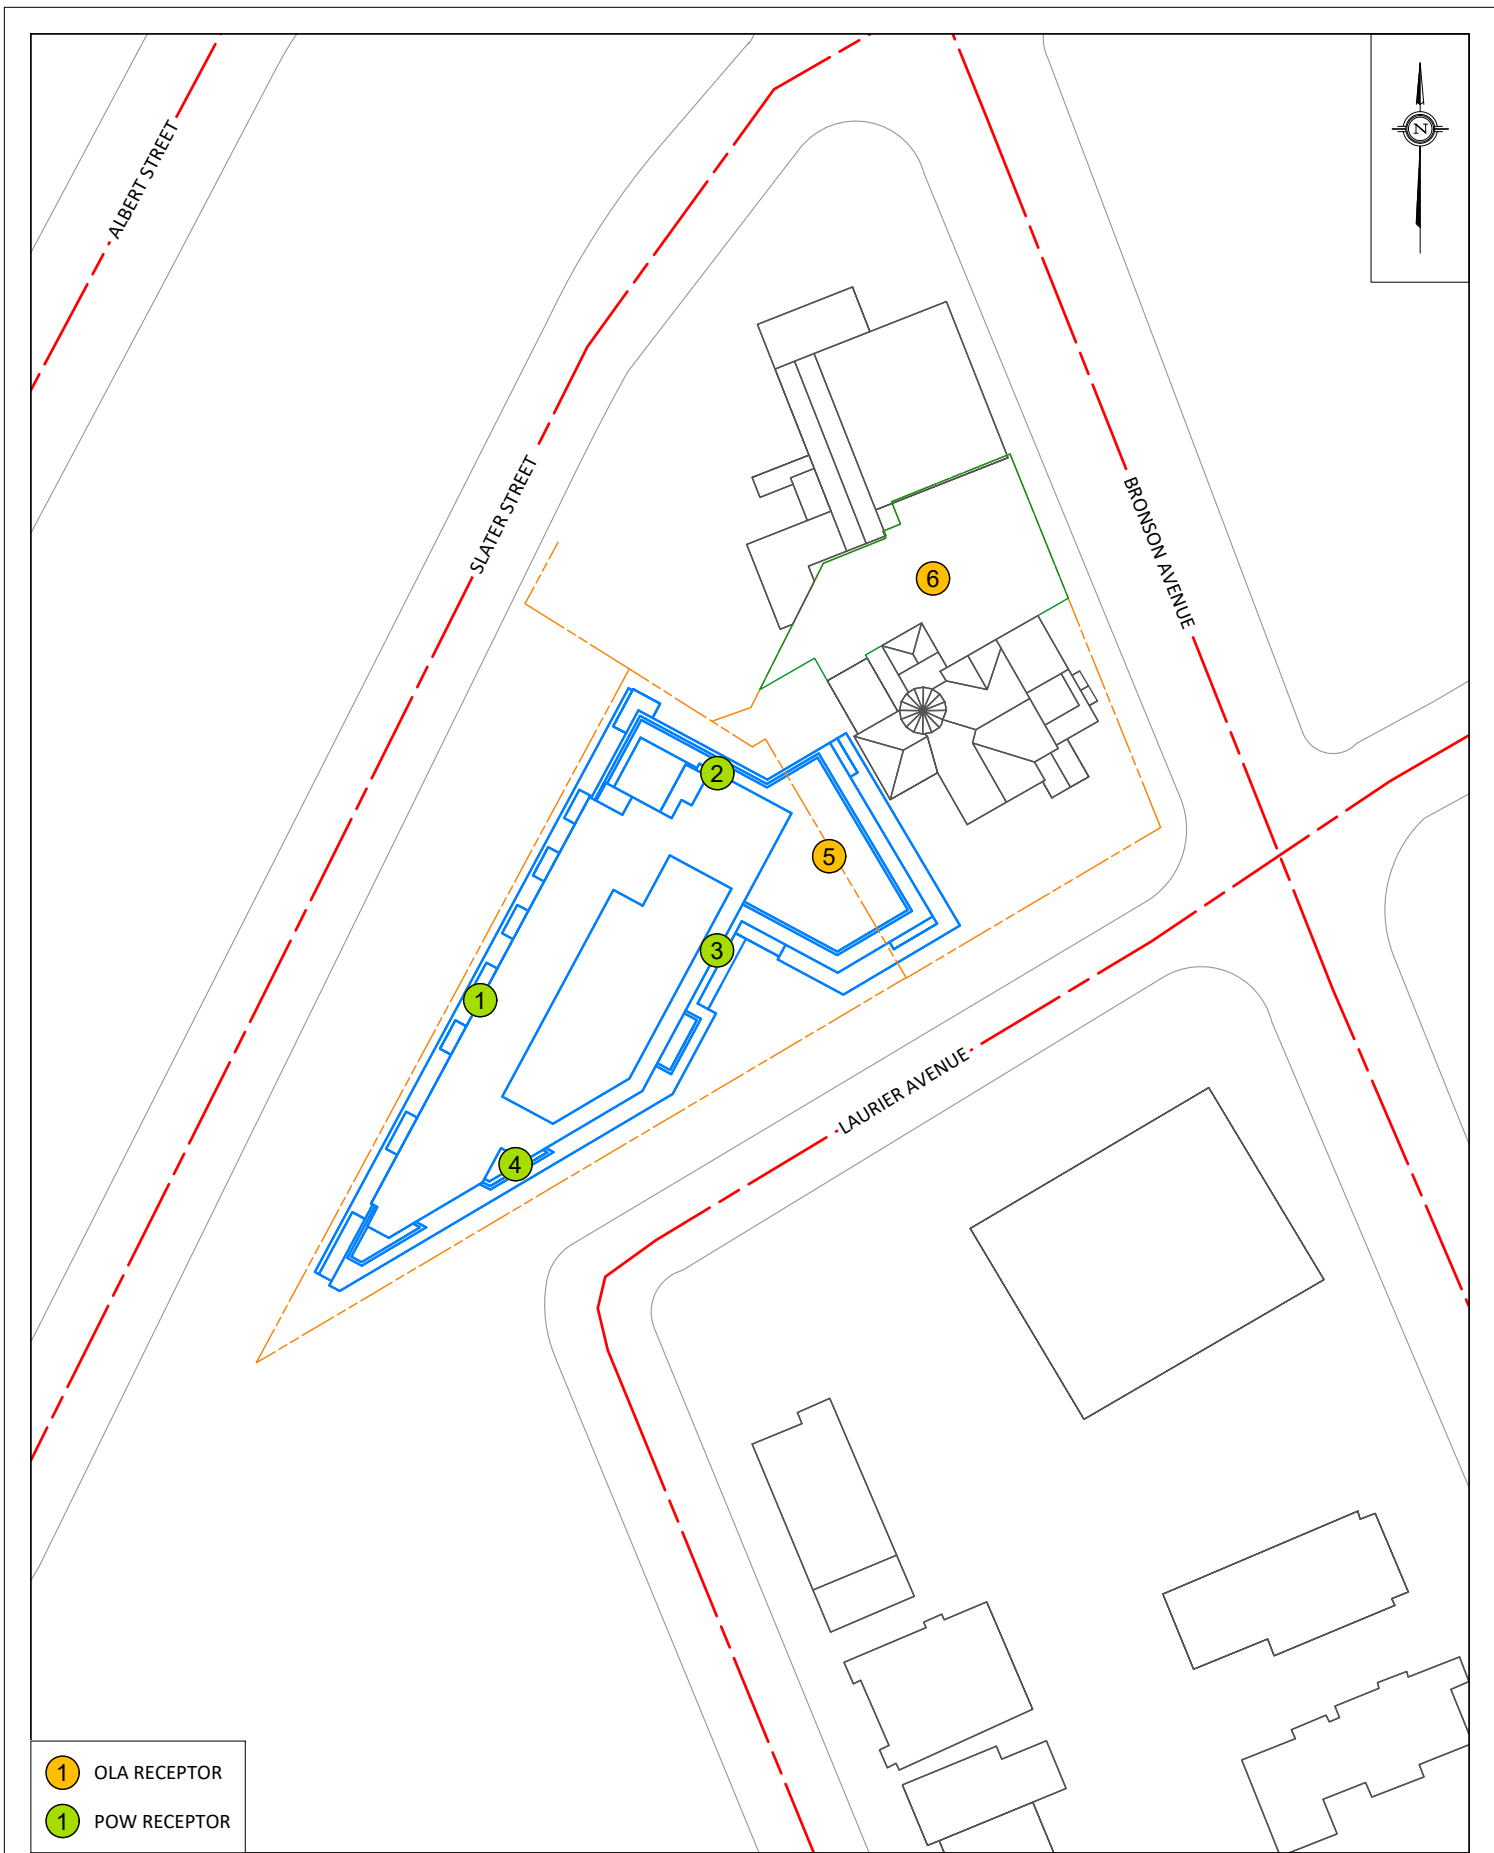 N
ALBERT STREET
SLATER STREET
BRONSON AVENUE
6
2
5
3
1
LAURIER AVENUE
4
1 OLA RECEPTOR
1 POW RECEPTOR